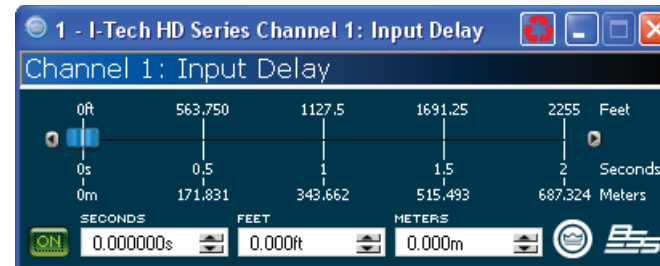 1 - I-Tech HD Series Channel 1: Input Delay
Channel 1: Input Delay
0ft 563.750 1127.5 1691.25 2255 Feet
0s 0.5 1 1.5 2 Seconds
0m 171.831 343.662 515.493 687.324 Meters
SECONDS FEET METERS
ON 0.000000s 0.000ft 0.000m BSS